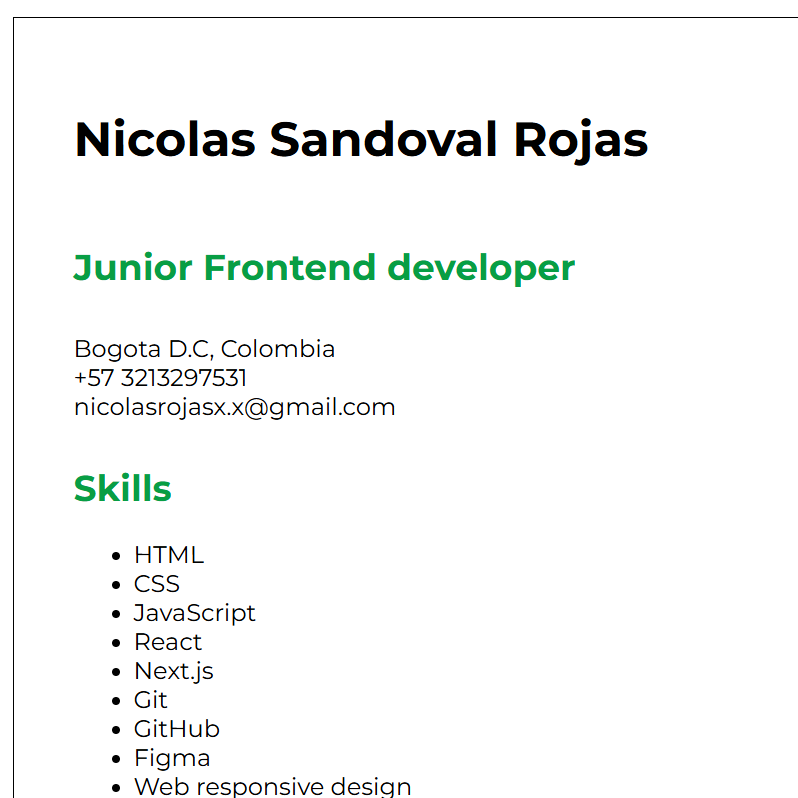 Nicolas Sandoval Rojas
Junior Frontend developer
Bogota D.C, Colombia
+57 3213297531
nicolasrojasx.x@gmail.com
Skills
• HTML
• CSS
• JavaScript
• React
• Next.js
• Git
• GitHub
• Figma
• Web responsive design